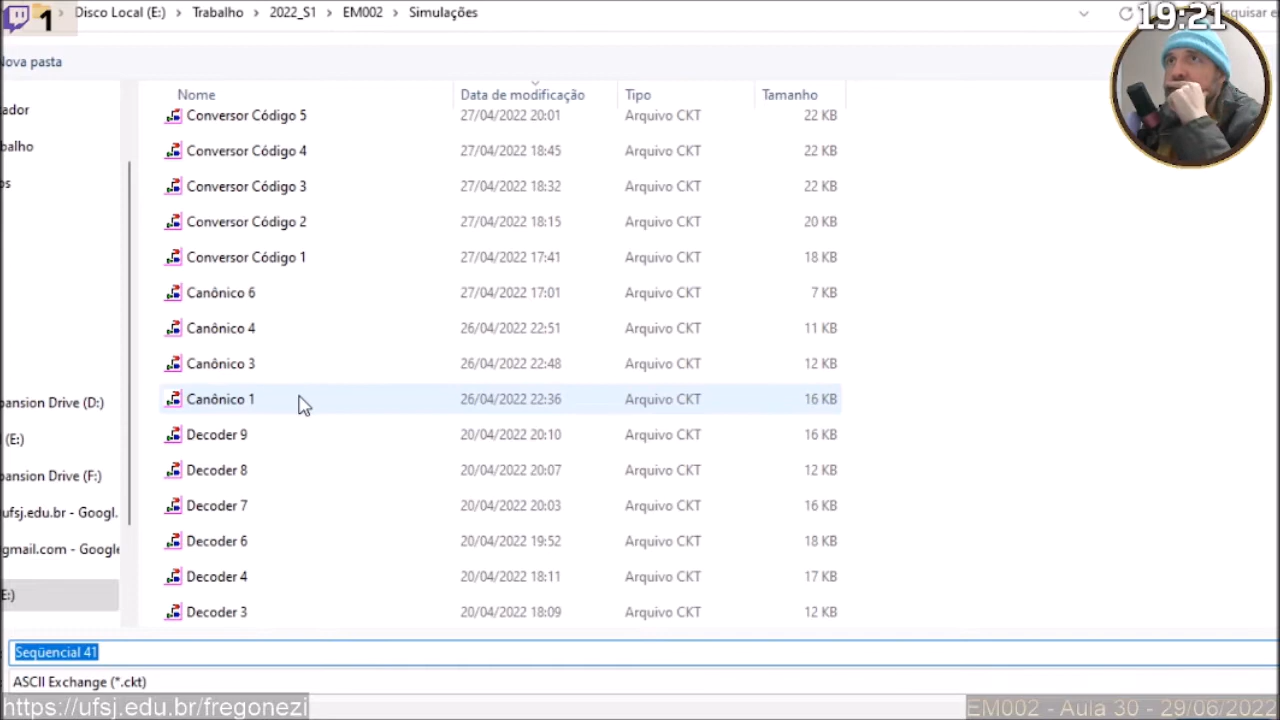 1
Disco Local (E:) > Trabalho > 2022_S1 > EM002 > Simulações
19:21
Nova pasta
Nome Data de modificação Tipo Tamanho
Conversor Código 5 27/04/2022 20:01 Arquivo CKT 22 KB
Conversor Código 4 27/04/2022 18:45 Arquivo CKT 22 KB
Conversor Código 3 27/04/2022 18:32 Arquivo CKT 22 KB
Conversor Código 2 27/04/2022 18:15 Arquivo CKT 20 KB
Conversor Código 1 27/04/2022 17:41 Arquivo CKT 18 KB
Canônico 6 27/04/2022 17:01 Arquivo CKT 7 KB
Canônico 4 26/04/2022 22:51 Arquivo CKT 11 KB
Canônico 3 26/04/2022 22:48 Arquivo CKT 12 KB
Canônico 1 26/04/2022 22:36 Arquivo CKT 16 KB
Decoder 9 20/04/2022 20:10 Arquivo CKT 16 KB
Decoder 8 20/04/2022 20:07 Arquivo CKT 12 KB
Decoder 7 20/04/2022 20:03 Arquivo CKT 16 KB
Decoder 6 20/04/2022 19:52 Arquivo CKT 18 KB
Decoder 4 20/04/2022 18:11 Arquivo CKT 17 KB
Decoder 3 20/04/2022 18:09 Arquivo CKT 12 KB
tador
balho
os
pansion Drive (D:)
(E:)
pansion Drive (F:)
ufsj.edu.br - Googl.
gmail.com - Google
E:)
Seqüencial 41
ASCII Exchange (*.ckt)
https://ufsj.edu.br/fregonezi
EM002 - Aula 30 - 29/06/2022